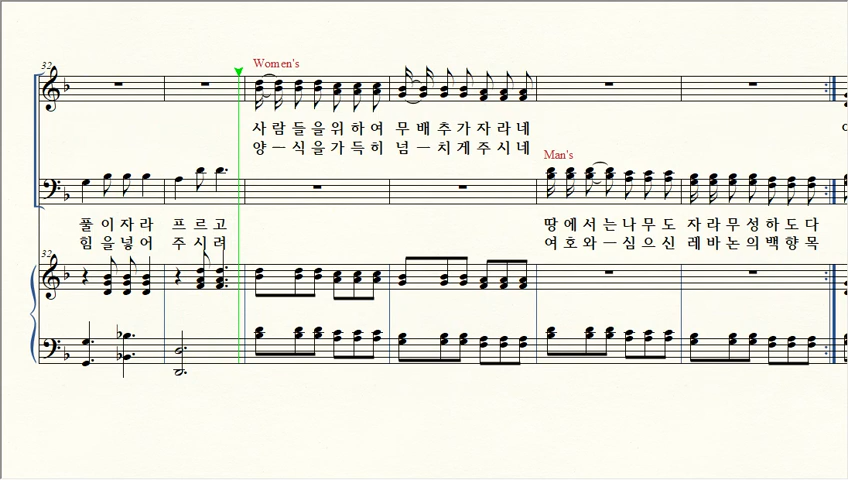 32
Women's
사 람 들 을 위 하 여 무 배 추 가 자 라 네
양 ー 식 을 가 득 히 넘 ー 치 게 주 시 네
Man's
풀 이 자 라 프 르 고
힘 을 넣 어 주 시 려
땅 에 서 는 나 무 도 자 라 무 성 하 도 다
여 호 와 ー 심 으 신 레 바 논 의 백 향 목
32